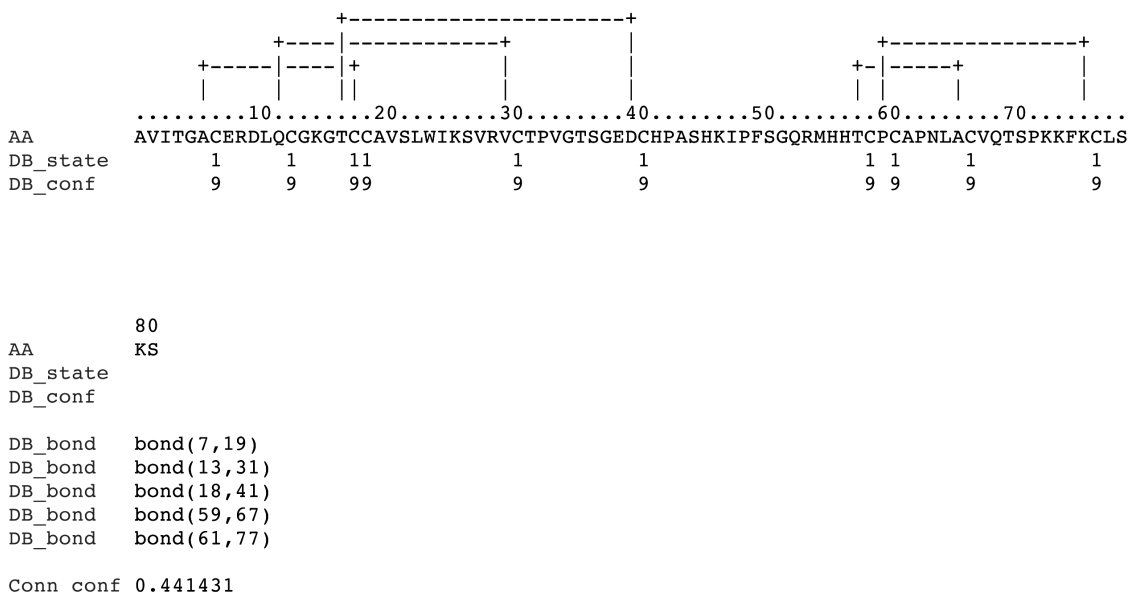 +----------------------+
+----|------------+ | +---------------+
+-----|----|+ | | +-|-----+ |
| | || | | | | | |
.........10........20........30........40........50........60........70.........
AA AVITGACERDLQCGKGTCCAVSLWIKSVRVCTPVGTSGEDCHPASHKIPFSGQRMHHTCPCAPNLACVQTSPKKFKCLS
DB_state 1 1 11 1 1 1 1 1 1
DB_conf 9 9 99 9 9 9 9 9 9
80
AA KS
DB_state
DB_conf
DB_bond bond(7,19)
DB_bond bond(13,31)
DB_bond bond(18,41)
DB_bond bond(59,67)
DB_bond bond(61,77)
Conn conf 0.441431